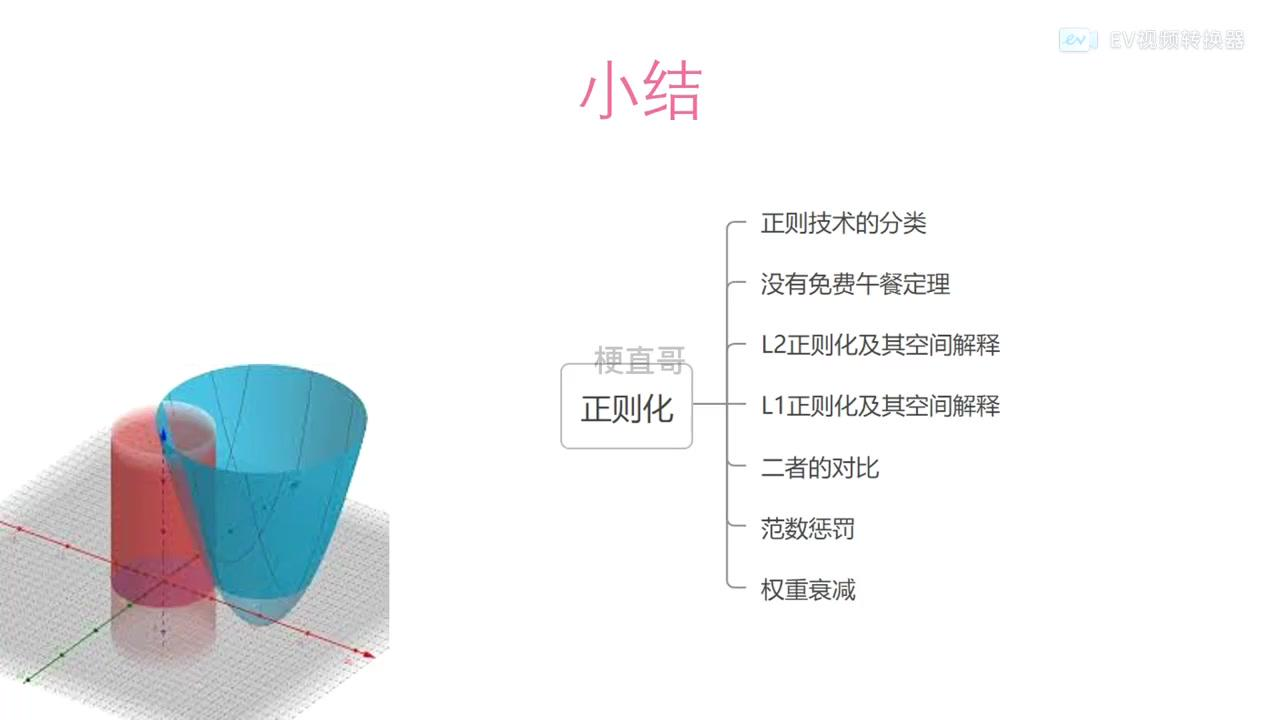 EV视频转换器
小结
正则技术的分类
没有免费午餐定理
L2正则化及其空间解释
梗直哥
正则化
L1正则化及其空间解释
二者的对比
范数惩罚
权重衰减